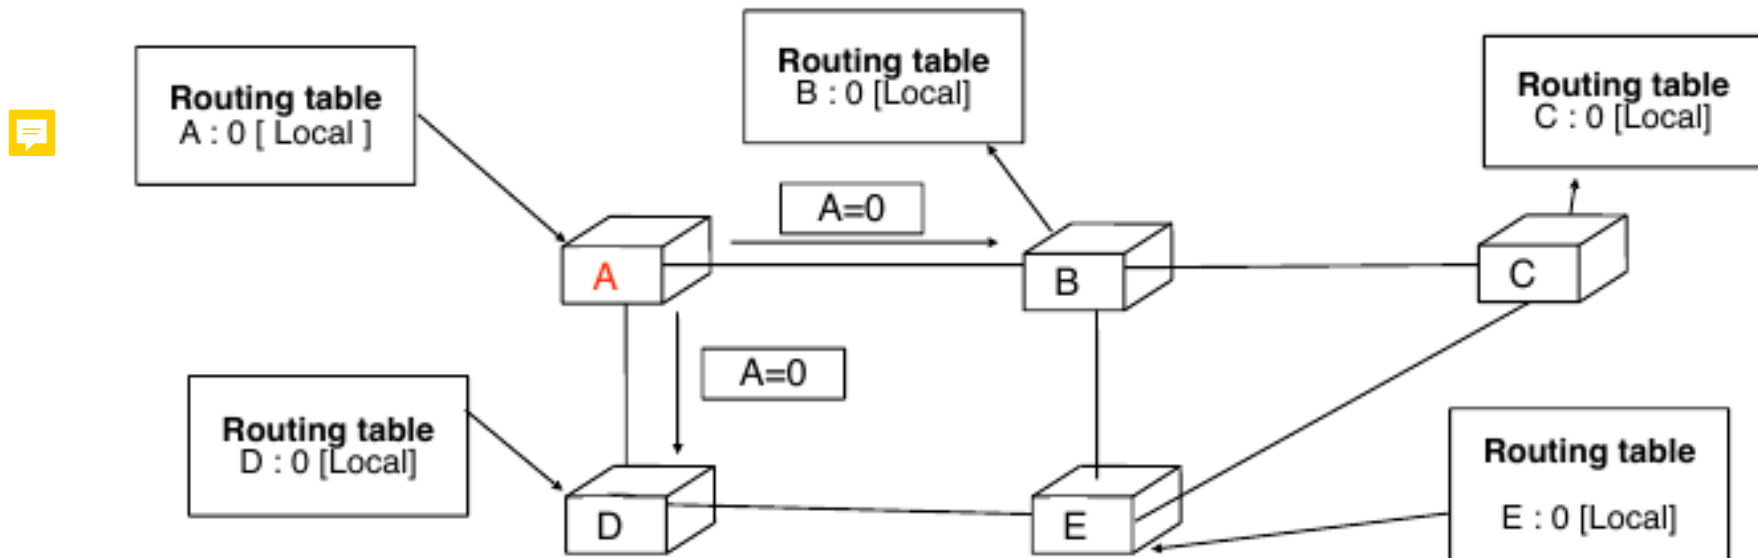 Routing table
A : 0 [ Local ]
Routing table
B : 0 [Local]
Routing table
C : 0 [Local]
A=0
A
B
C
A=0
Routing table
D : 0 [Local]
Routing table
E : 0 [Local]
D
E